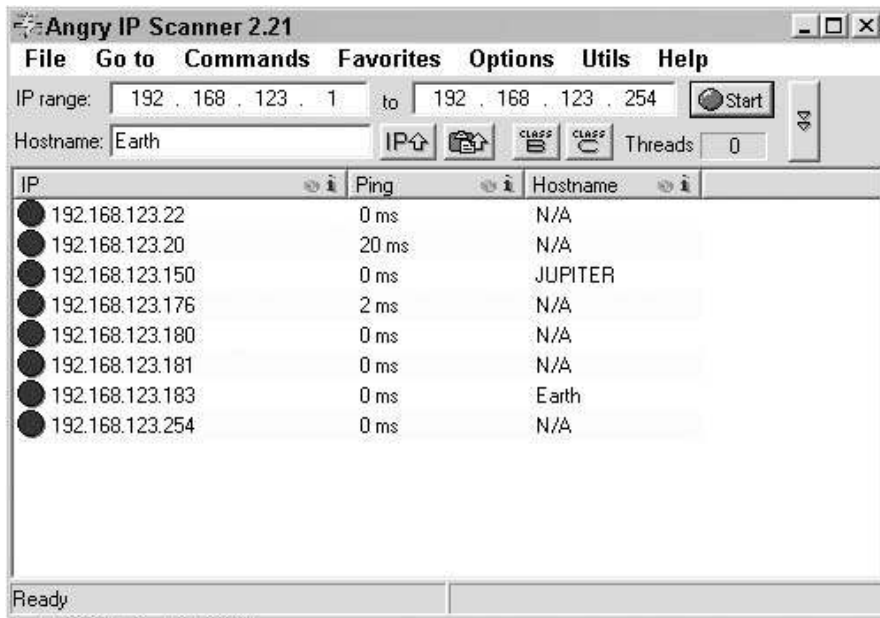 Angry IP Scanner 2.21
File Go to Commands Favorites Options Utils Help
IP range: 192 . 168 . 123 . 1 to 192 . 168 . 123 . 254 Start
Hostname: Earth IP CLASS B CLASS C Threads 0
IP Ping Hostname
192.168.123.22 0 ms N/A
192.168.123.20 20 ms N/A
192.168.123.150 0 ms JUPITER
192.168.123.176 2 ms N/A
192.168.123.180 0 ms N/A
192.168.123.181 0 ms N/A
192.168.123.183 0 ms Earth
192.168.123.254 0 ms N/A
Ready